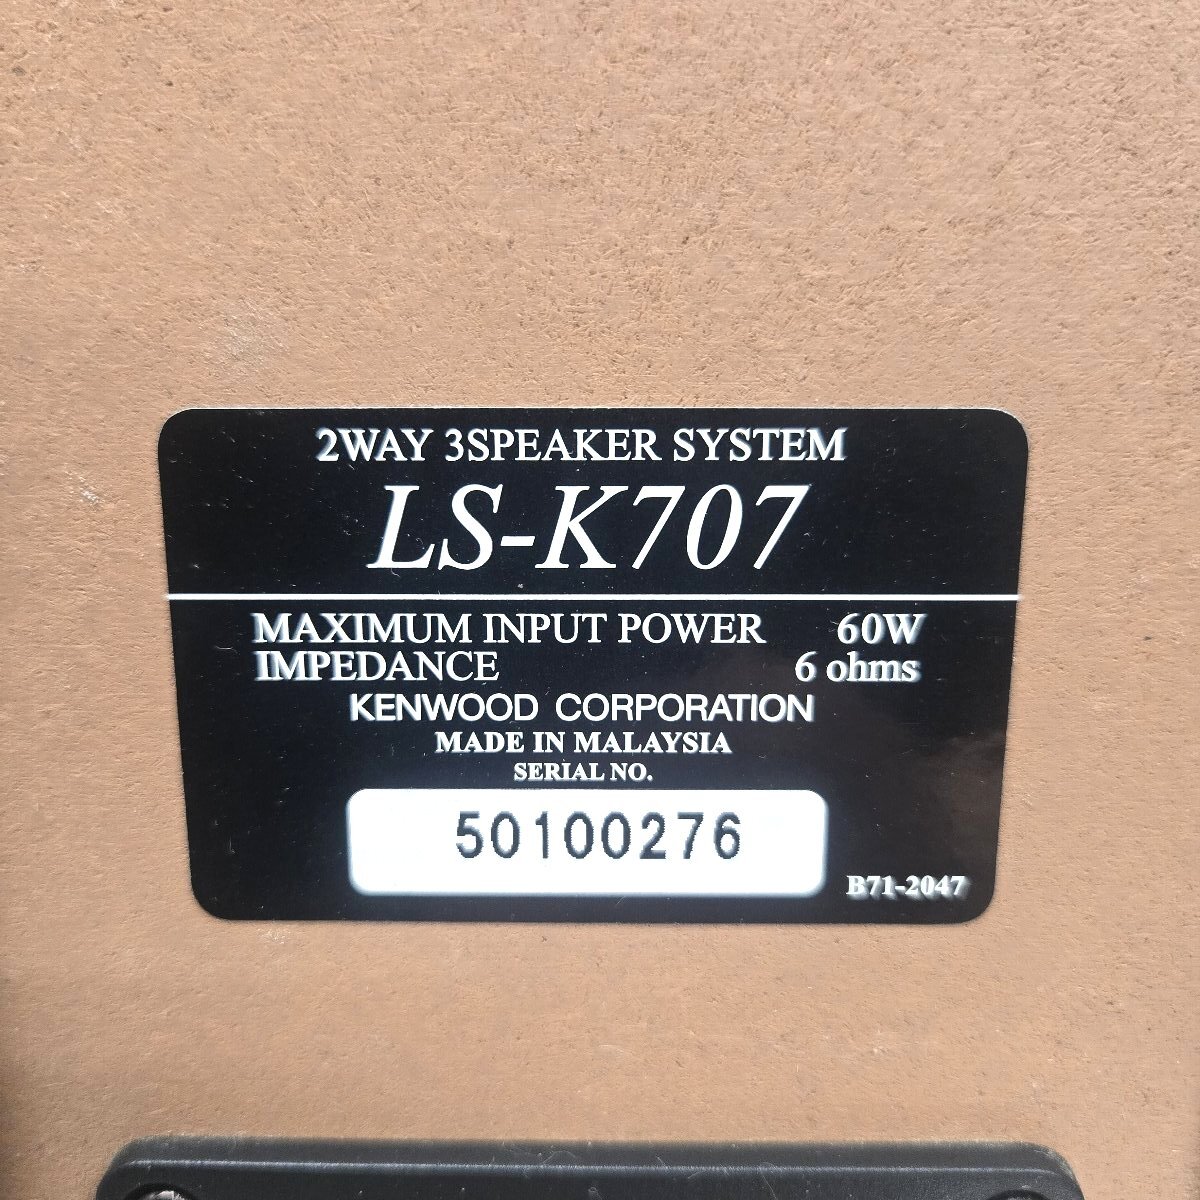 2WAY 3SPEAKER SYSTEM
LS-K707
MAXIMUM INPUT POWER 60W
IMPEDANCE 6 ohms
KENWOOD CORPORATION
MADE IN MALAYSIA
SERIAL NO.
50100276
B71-2047